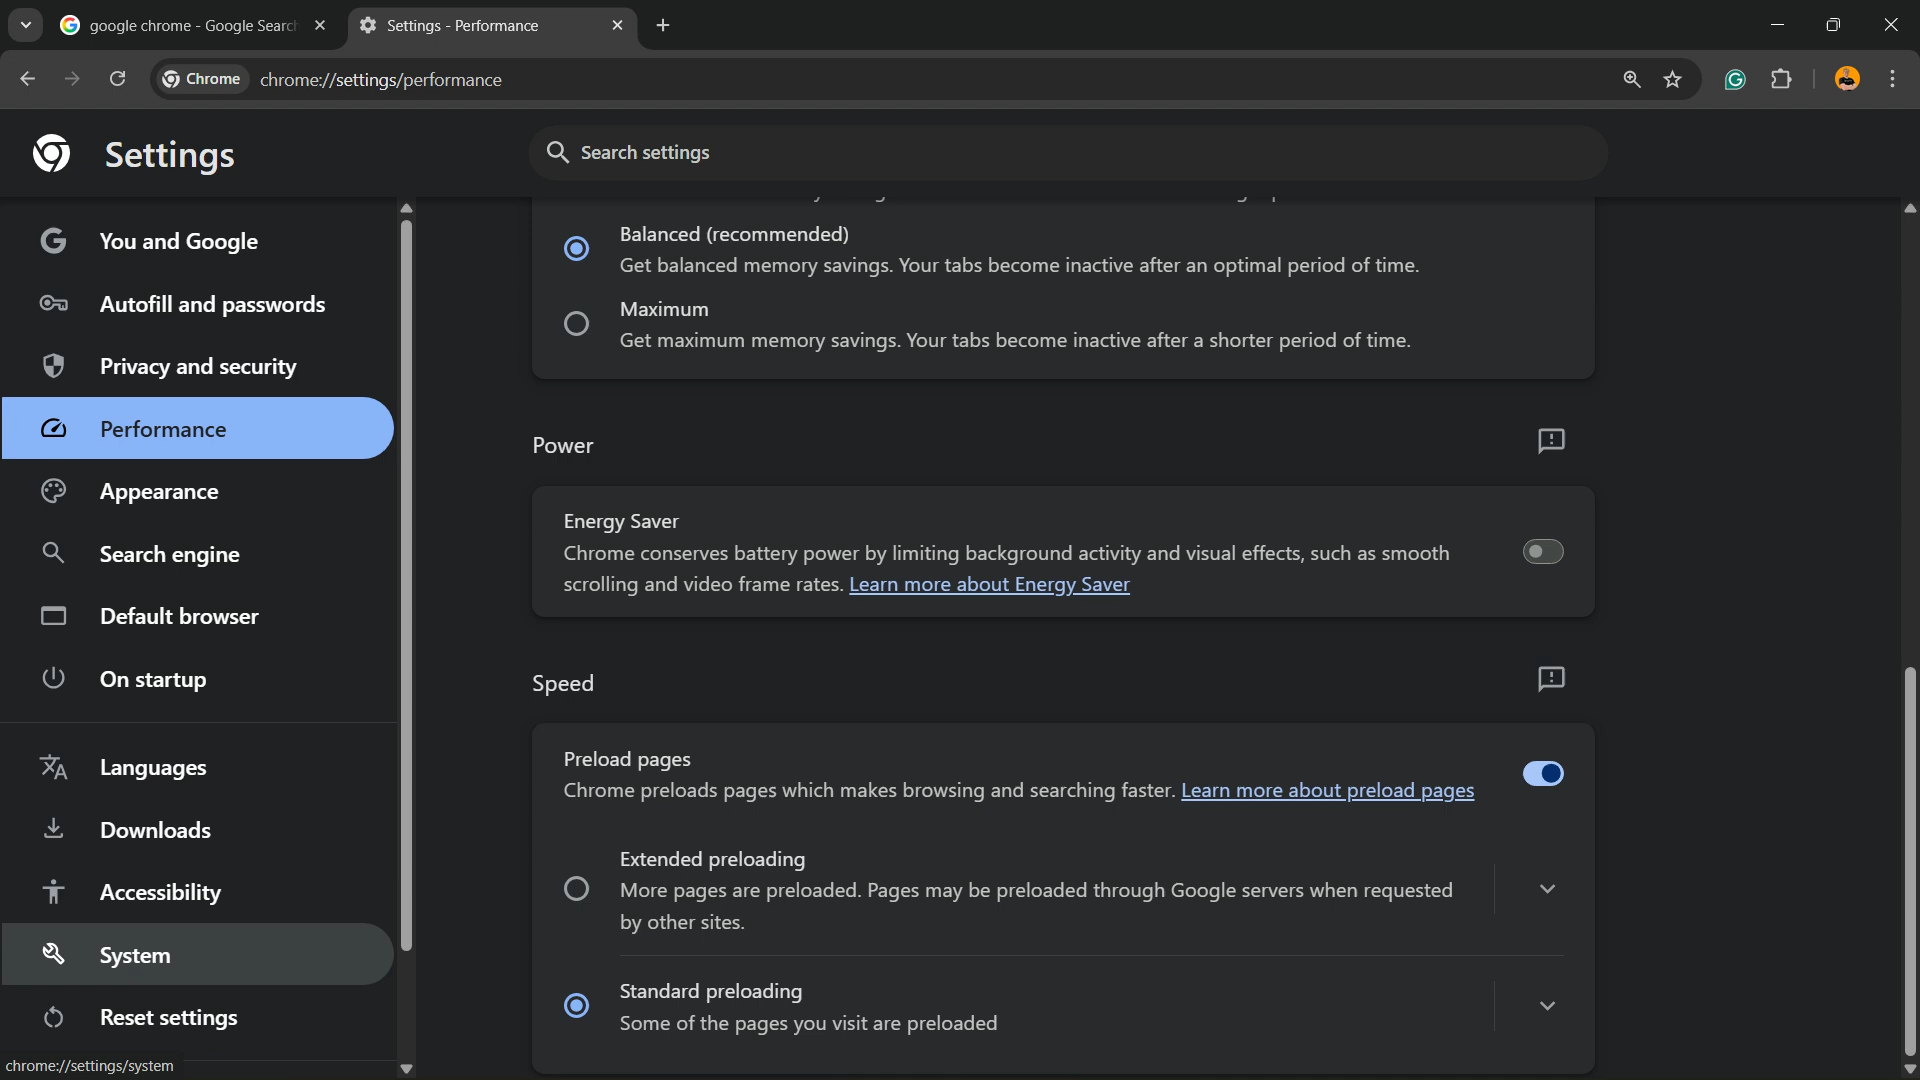 google chrome - Google Search
Settings - Performance
Chrome
chrome://settings/performance
Settings
Search settings
You and Google
Autofill and passwords
Privacy and security
Performance
Appearance
Search engine
Default browser
On startup
Languages
Downloads
Accessibility
System
Reset settings
chrome://settings/system
Balanced (recommended)
Get balanced memory savings. Your tabs become inactive after an optimal period of time.
Maximum
Get maximum memory savings. Your tabs become inactive after a shorter period of time.
Power
Energy Saver
Chrome conserves battery power by limiting background activity and visual effects, such as smooth
scrolling and video frame rates. Learn more about Energy Saver
Speed
Preload pages
Chrome preloads pages which makes browsing and searching faster. Learn more about preload pages
Extended preloading
More pages are preloaded. Pages may be preloaded through Google servers when requested
by other sites.
Standard preloading
Some of the pages you visit are preloaded